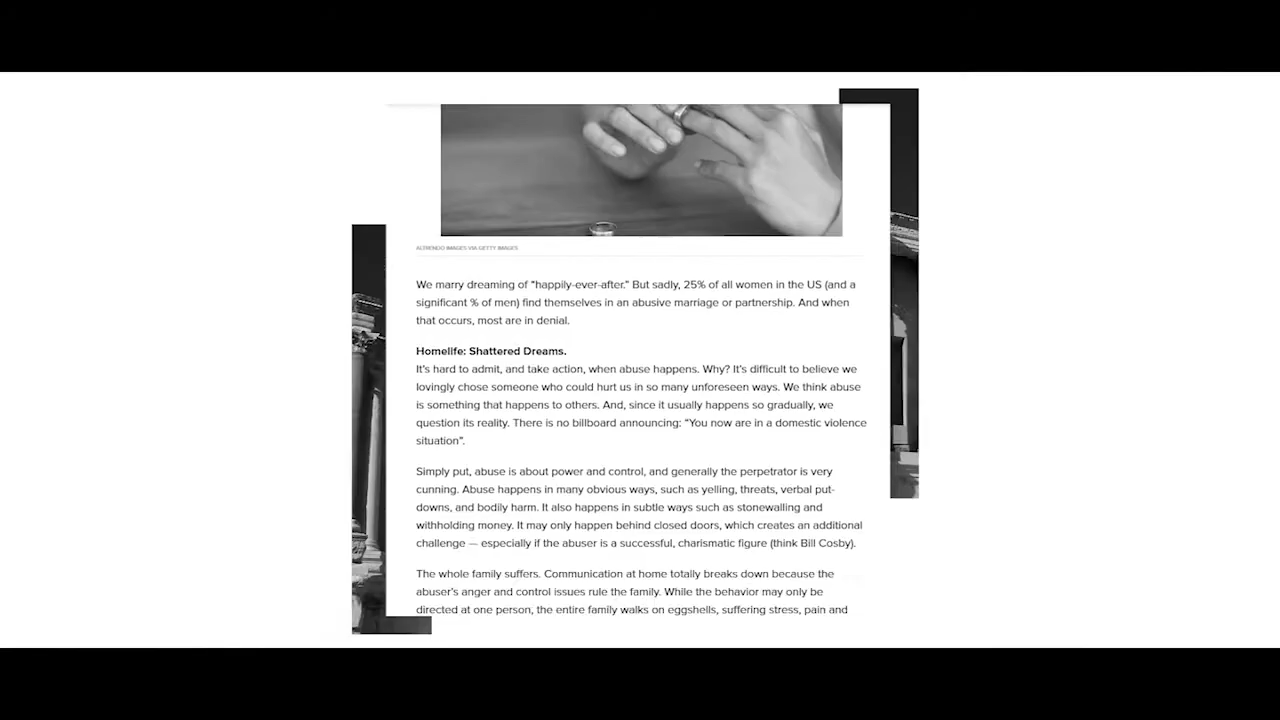 ALTRENDO IMAGES VIA GETTY IMAGES
We marry dreaming of “happily-ever-after.” But sadly, 25% of all women in the US (and a
significant % of men) find themselves in an abusive marriage or partnership. And when
that occurs, most are in denial.
Homelife: Shattered Dreams.
It’s hard to admit, and take action, when abuse happens. Why? It’s difficult to believe we
lovingly chose someone who could hurt us in so many unforeseen ways. We think abuse
is something that happens to others. And, since it usually happens so gradually, we
question its reality. There is no billboard announcing: “You now are in a domestic violence
situation”.
Simply put, abuse is about power and control, and generally the perpetrator is very
cunning. Abuse happens in many obvious ways, such as yelling, threats, verbal put-
downs, and bodily harm. It also happens in subtle ways such as stonewalling and
withholding money. It may only happen behind closed doors, which creates an additional
challenge — especially if the abuser is a successful, charismatic figure (think Bill Cosby).
The whole family suffers. Communication at home totally breaks down because the
abuser’s anger and control issues rule the family. While the behavior may only be
directed at one person, the entire family walks on eggshells, suffering stress, pain and